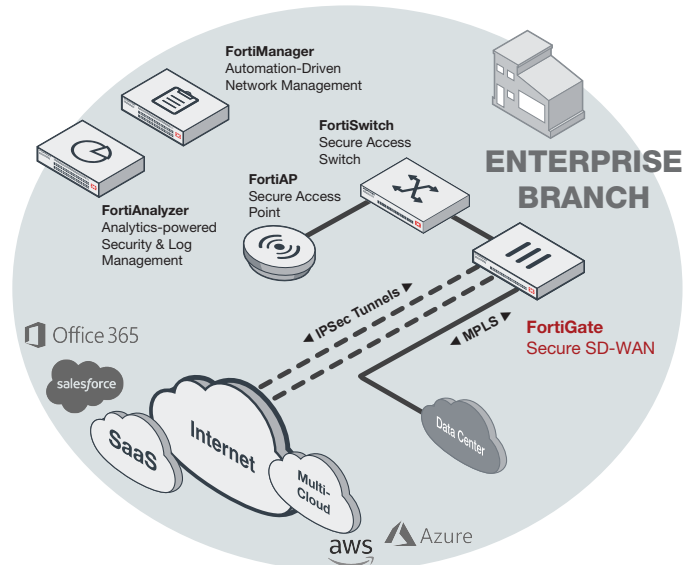 FortiManager
Automation-Driven
Network Management
FortiSwitch
Secure Access
Switch
ENTERPRISE
BRANCH
FortiAP
Secure Access
Point
FortiAnalyzer
Analytics-powered
Security & Log
Management
◄ IPSec Tunnels ►
◄ MPLS ►
FortiGate
Secure SD-WAN
Office 365
salesforce
SaaS
Internet
Multi-
Cloud
Data Center
aws
Azure